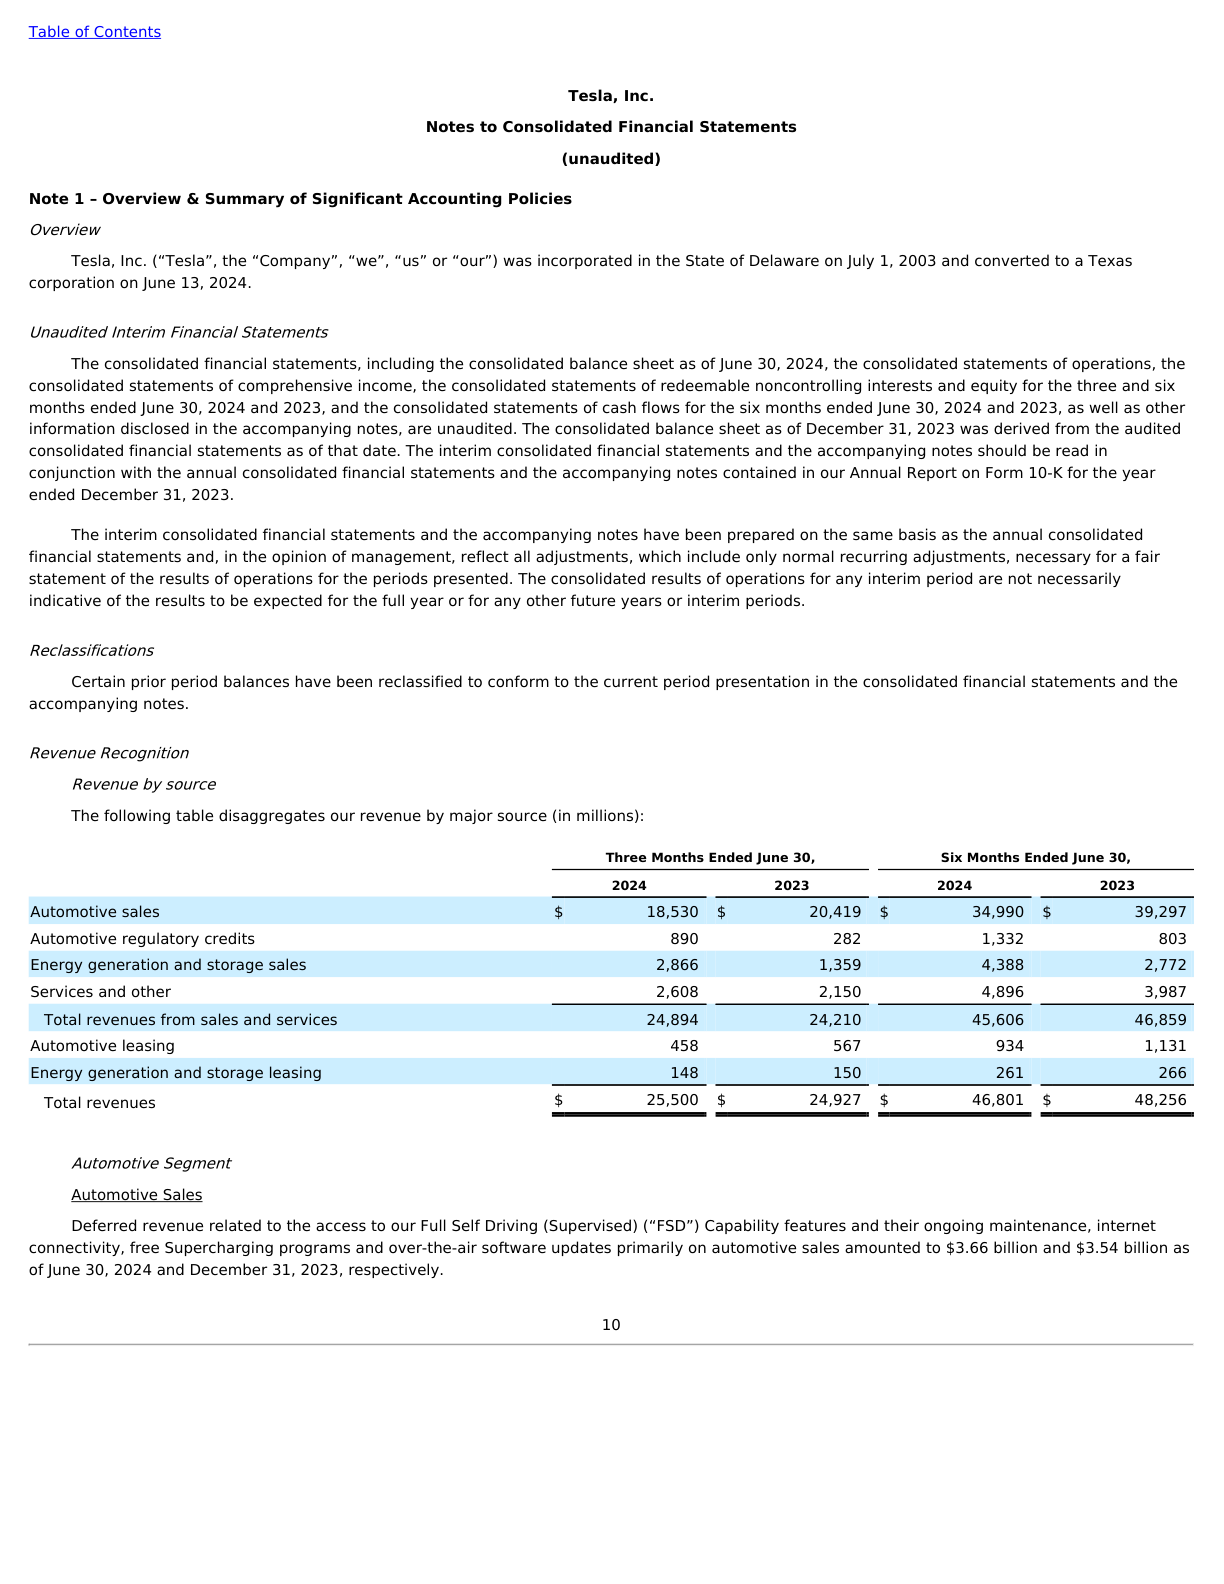 Table of Contents
Tesla, Inc.
Notes to Consolidated Financial Statements
(unaudited)
Note 1 – Overview & Summary of Significant Accounting Policies
Overview
Tesla, Inc. (“Tesla”, the “Company”, “we”, “us” or “our”) was incorporated in the State of Delaware on July 1, 2003 and converted to a Texas
corporation on June 13, 2024.
Unaudited Interim Financial Statements
The consolidated financial statements, including the consolidated balance sheet as of June 30, 2024, the consolidated statements of operations, the
consolidated statements of comprehensive income, the consolidated statements of redeemable noncontrolling interests and equity for the three and six
months ended June 30, 2024 and 2023, and the consolidated statements of cash flows for the six months ended June 30, 2024 and 2023, as well as other
information disclosed in the accompanying notes, are unaudited. The consolidated balance sheet as of December 31, 2023 was derived from the audited
consolidated financial statements as of that date. The interim consolidated financial statements and the accompanying notes should be read in
conjunction with the annual consolidated financial statements and the accompanying notes contained in our Annual Report on Form 10-K for the year
ended December 31, 2023.
The interim consolidated financial statements and the accompanying notes have been prepared on the same basis as the annual consolidated
financial statements and, in the opinion of management, reflect all adjustments, which include only normal recurring adjustments, necessary for a fair
statement of the results of operations for the periods presented. The consolidated results of operations for any interim period are not necessarily
indicative of the results to be expected for the full year or for any other future years or interim periods.
Reclassifications
Certain prior period balances have been reclassified to conform to the current period presentation in the consolidated financial statements and the
accompanying notes.
Revenue Recognition
Revenue by source
The following table disaggregates our revenue by major source (in millions):
Three Months Ended June 30, Six Months Ended June 30,
2024 2023 2024 2023
Automotive sales $ 18,530 $ 20,419 $ 34,990 $ 39,297
Automotive regulatory credits 890 282 1,332 803
Energy generation and storage sales 2,866 1,359 4,388 2,772
Services and other 2,608 2,150 4,896 3,987
Total revenues from sales and services 24,894 24,210 45,606 46,859
Automotive leasing 458 567 934 1,131
Energy generation and storage leasing 148 150 261 266
Total revenues $ 25,500 $ 24,927 $ 46,801 $ 48,256
Automotive Segment
Automotive Sales
Deferred revenue related to the access to our Full Self Driving (Supervised) (“FSD”) Capability features and their ongoing maintenance, internet
connectivity, free Supercharging programs and over-the-air software updates primarily on automotive sales amounted to $3.66 billion and $3.54 billion as
of June 30, 2024 and December 31, 2023, respectively.
10